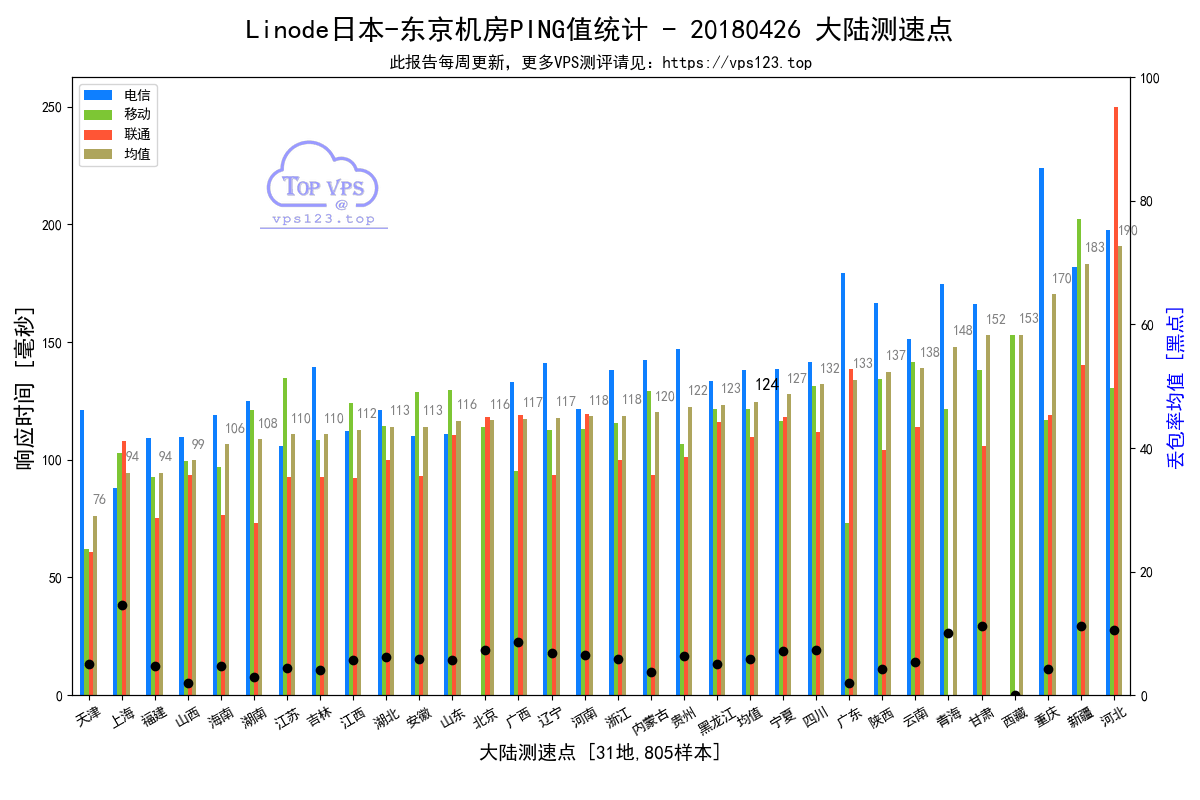 Linode日本-东京机房PING值统计 - 20180426 大陆测速点
此报告每周更新，更多VPS测评请见：https://vps123.top
电信
移动
联通
均值
TOP VPS
@
vps123.top
响应时间 [毫秒]
250
200
150
100
50
0
100
80
60
40
20
0
丢包率均值 [黑点]
76
94
94
99
106
108
110
110
112
113
113
116
116
117
117
118
118
120
122
123
124
127
132
133
137
138
148
152
153
170
183
190
天津
上海
福建
山西
海南
湖南
江苏
吉林
江西
湖北
安徽
山东
北京
广西
辽宁
河南
浙江
内蒙古
贵州
黑龙江
均值
宁夏
四川
广东
陕西
云南
青海
甘肃
西藏
重庆
新疆
河北
大陆测速点 [31地,805样本]